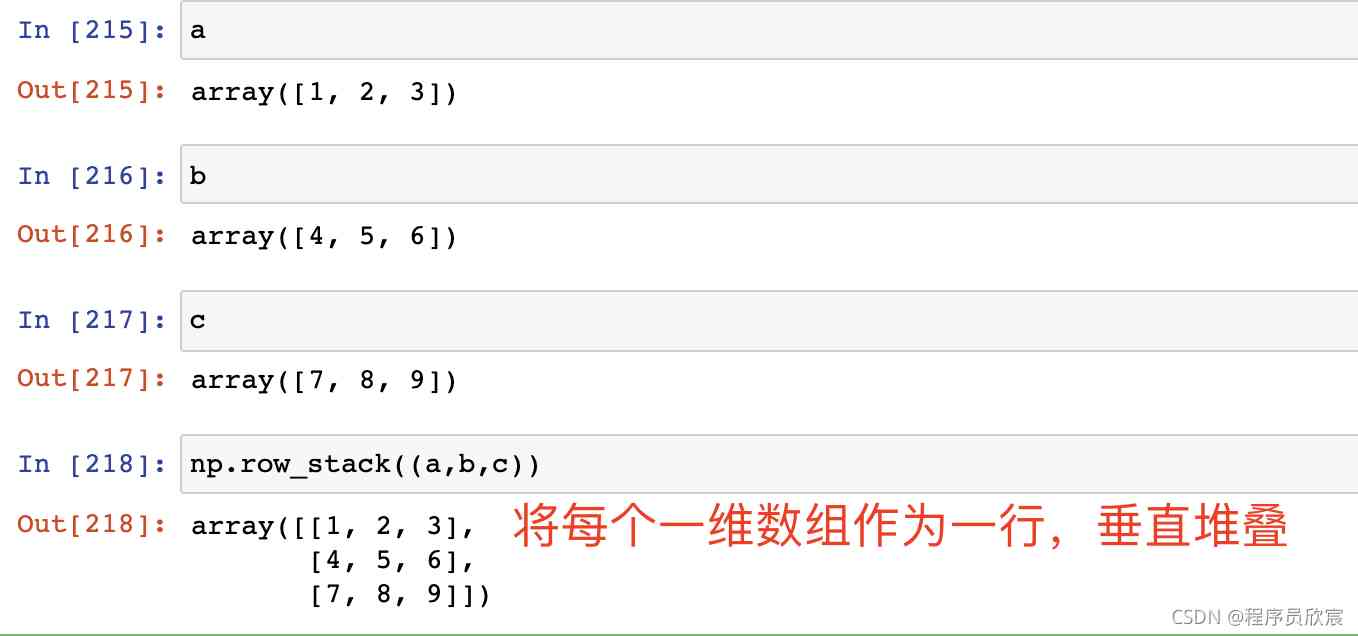 In [215]: a
Out[215]: array([1, 2, 3])
In [216]: b
Out[216]: array([4, 5, 6])
In [217]: c
Out[217]: array([7, 8, 9])
In [218]: np.row_stack((a,b,c))
Out[218]: array([[1, 2, 3], 将每个一维数组作为一行，垂直堆叠
[4, 5, 6],
[7, 8, 9]])
CSDN @程序员欣宸